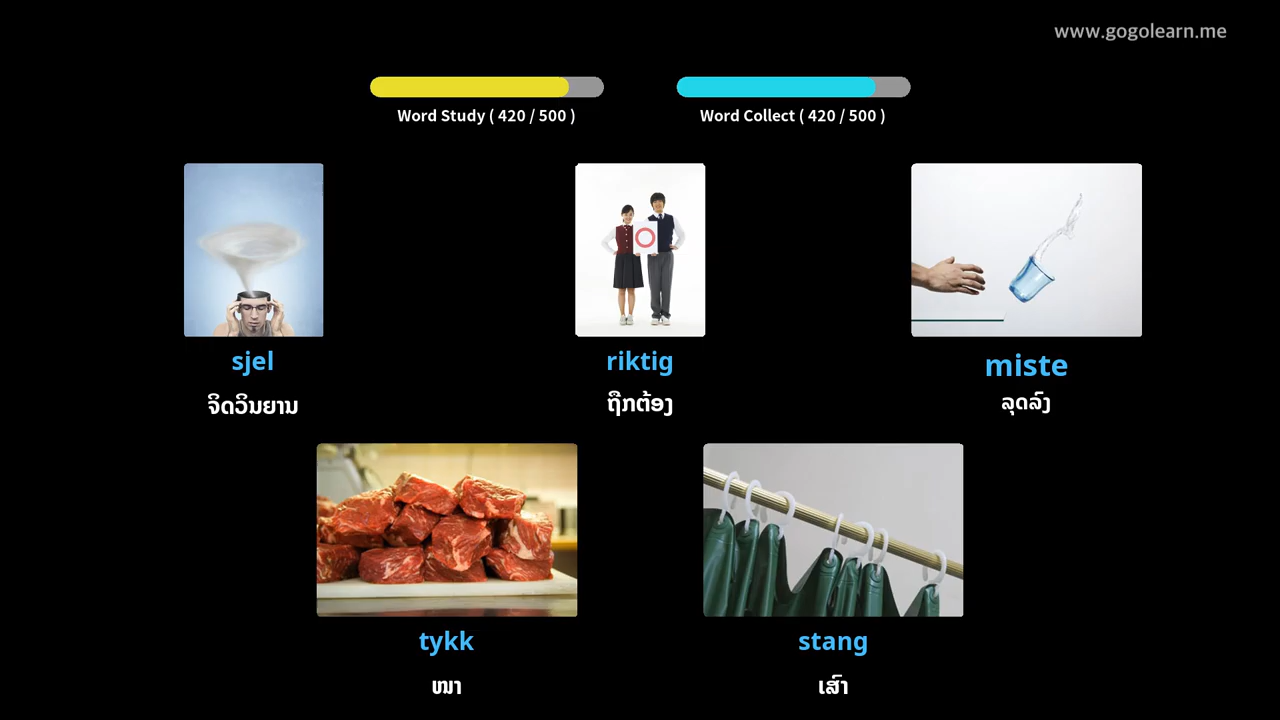 www.gogolearn.me
Word Study ( 420 / 500 )
Word Collect ( 420 / 500 )
sjel
riktig
miste
ຈິດວິນຍານ
ຖືກຕ້ອງ
ລຸດລົງ
tykk
stang
ໜາ
ເສົາ